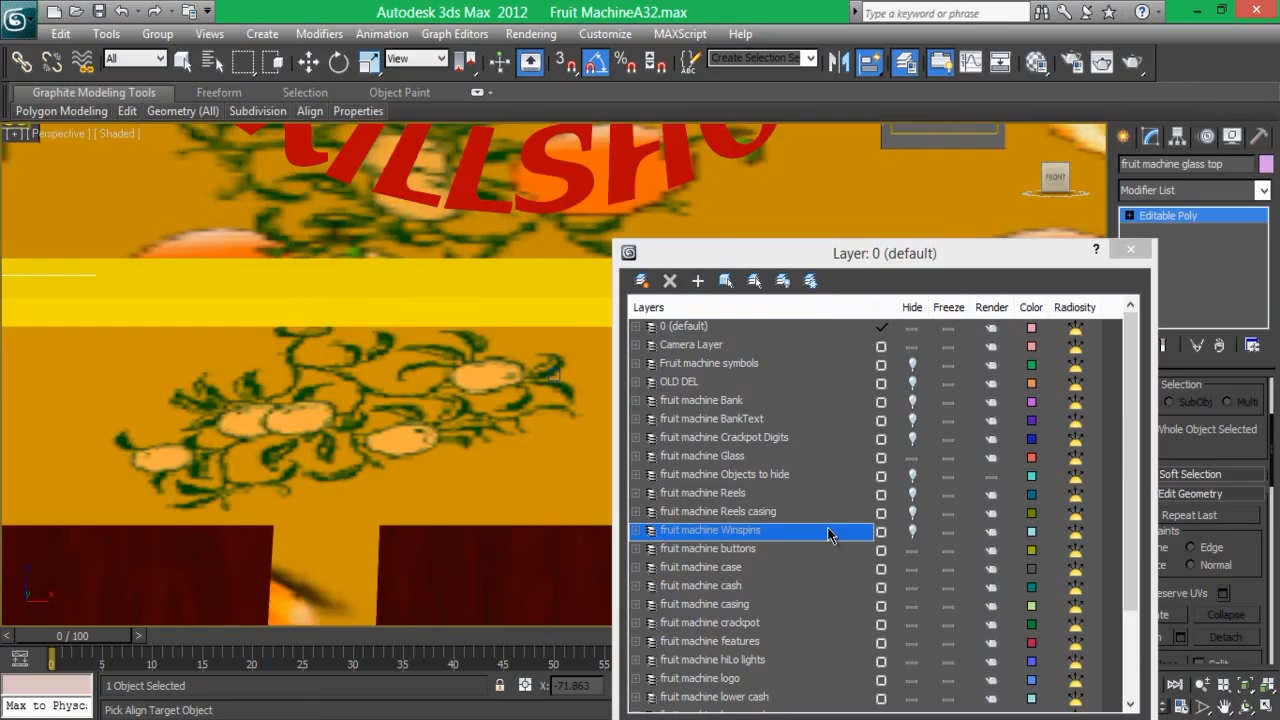 Autodesk 3ds Max 2012 Fruit MachineA32.max
Type a keyword or phrase
Edit Tools Group Views Create Modifiers Animation Graph Editors Rendering Customize MAXScript Help
All View 3 % ABC Create Selection Se
Graphite Modeling Tools Freeform Selection Object Paint
Polygon Modeling Edit Geometry (All) Subdivision Align Properties
[ + ] [ Perspective ] [ Shaded ]
FRONT
fruit machine glass top
Modifier List
Editable Poly
Layer: 0 (default)
?
Layers Hide Freeze Render Color Radiosity
0 (default)
Camera Layer
Fruit machine symbols
OLD DEL
fruit machine Bank
fruit machine BankText
fruit machine Crackpot Digits
fruit machine Glass
fruit machine Objects to hide
fruit machine Reels
fruit machine Reels casing
fruit machine Winspins
fruit machine buttons
fruit machine case
fruit machine cash
fruit machine casing
fruit machine crackpot
fruit machine features
fruit machine hiLo lights
fruit machine logo
fruit machine lower cash
Selection
SubObj Multi
Whole Object Selected
Soft Selection
Edit Geometry
Repeat Last
Edge
Normal
Collapse
Detach
z
x
< 0 / 100 >
0 5 10 15 20 25 30 35 40 45 50 55
1 Object Selected X: -71.863
Max to Physc
Pick Align Target Object